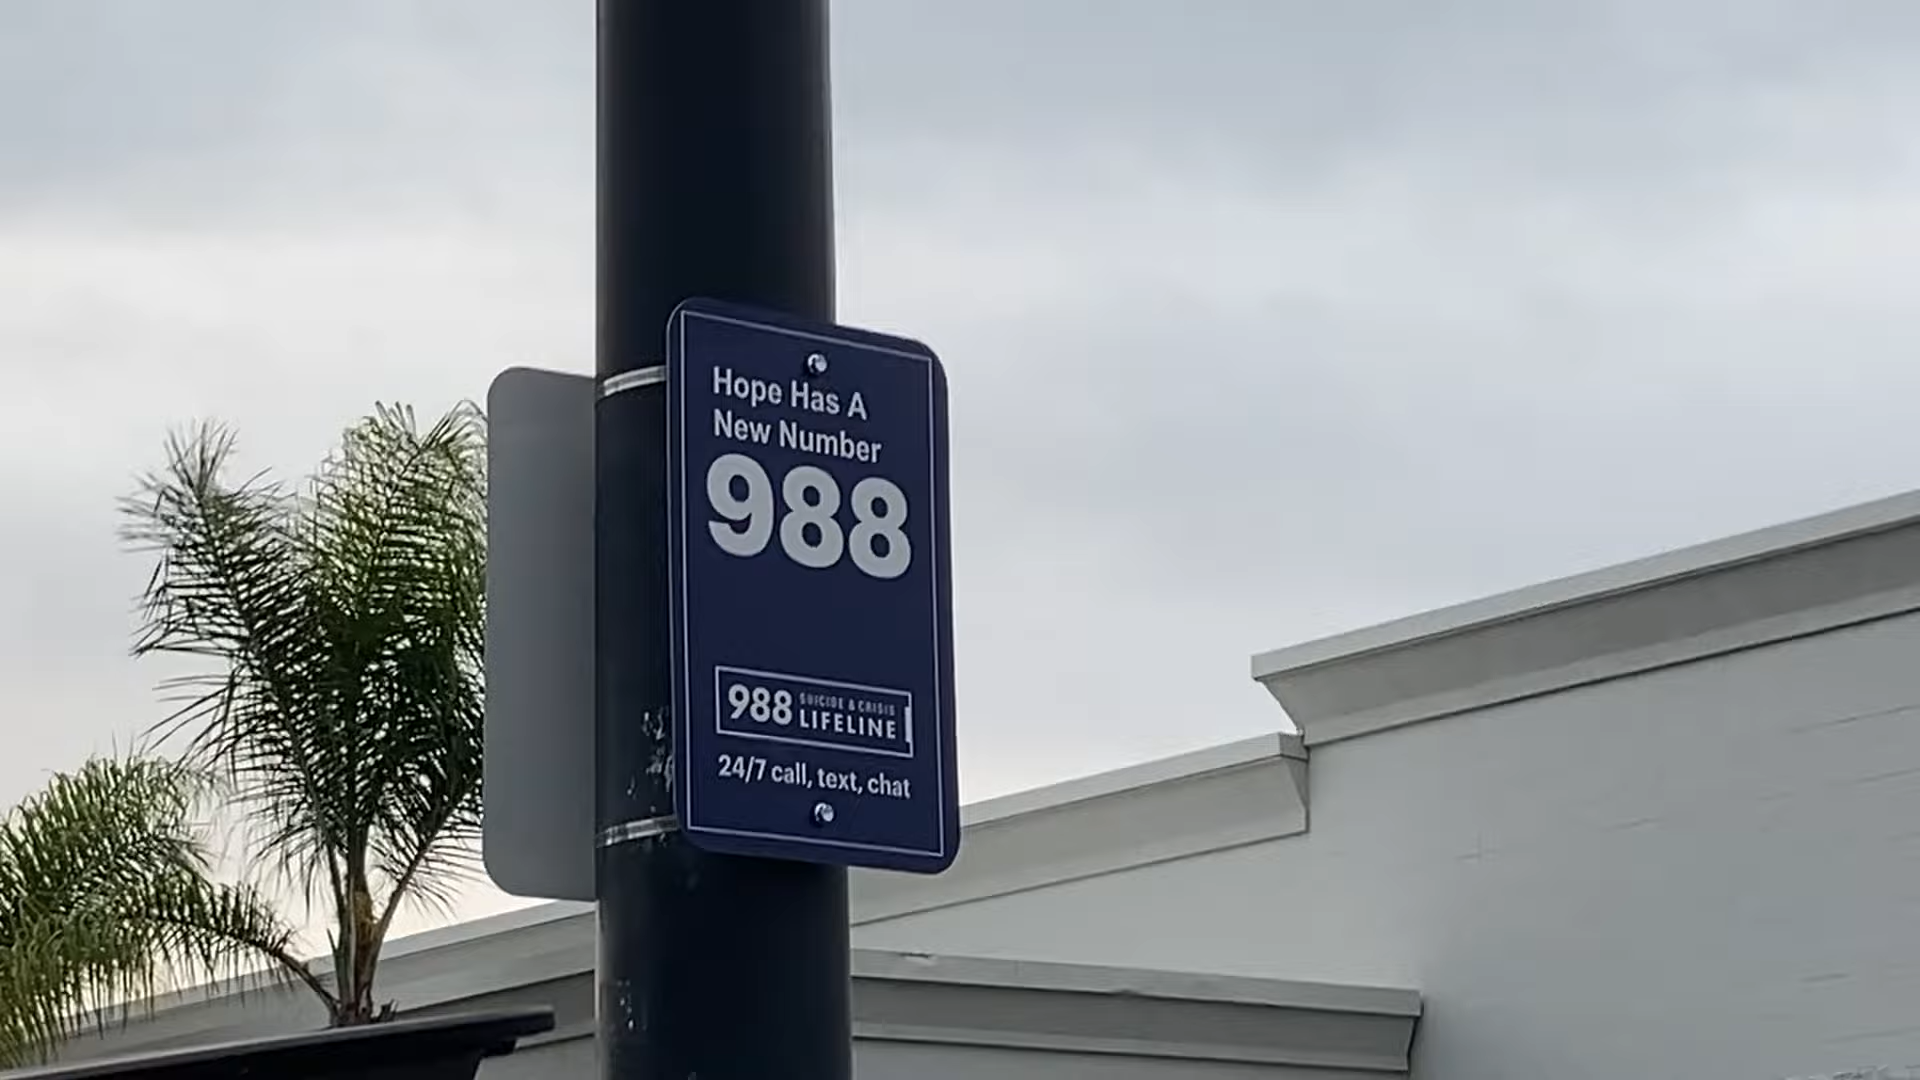 Hope Has A
New Number
988
988 SUICIDE & CRISIS
LIFELINE
24/7 call, text, chat